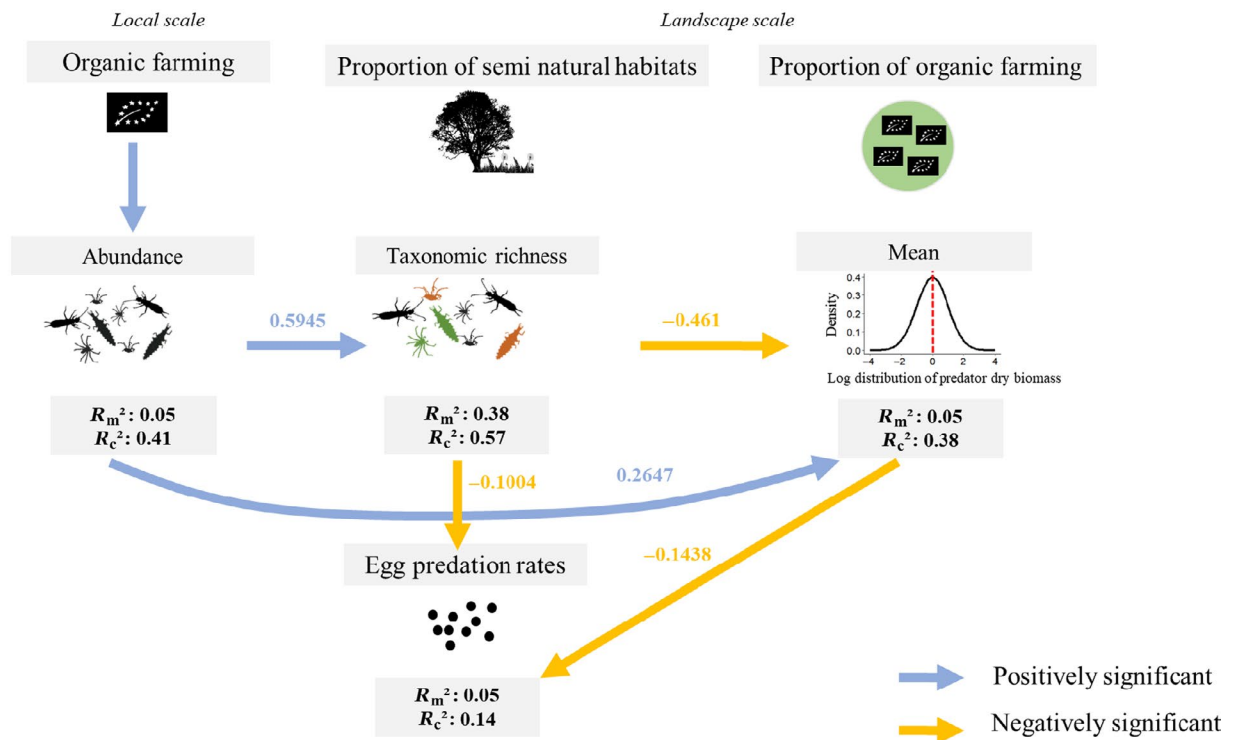 Local scale
Landscape scale
Organic farming
Proportion of semi natural habitats
Proportion of organic farming
Abundance
Taxonomic richness
Mean
0.5945
−0.461
Density
0.4
0.3
0.2
0.1
0.0
−4 −2 0 2 4
Log distribution of predator dry biomass
Rm²: 0.05
Rc²: 0.41
Rm²: 0.38
Rc²: 0.57
Rm²: 0.05
Rc²: 0.38
−0.1004
0.2647
−0.1438
Egg predation rates
Rm²: 0.05
Rc²: 0.14
Positively significant
Negatively significant